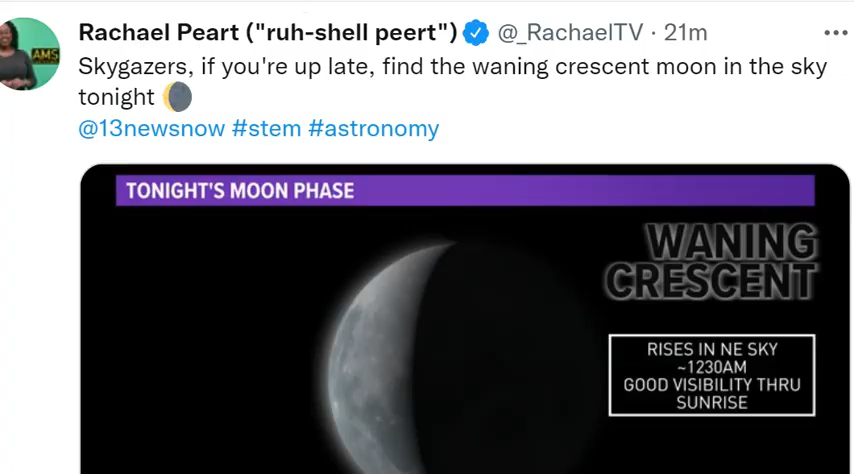 Rachael Peart ("ruh-shell peert") @_RachaelTV · 21m
Skygazers, if you're up late, find the waning crescent moon in the sky
tonight 🌘
@13newsnow #stem #astronomy
AMS
TONIGHT'S MOON PHASE
WANING
CRESCENT
RISES IN NE SKY
~1230AM
GOOD VISIBILITY THRU
SUNRISE